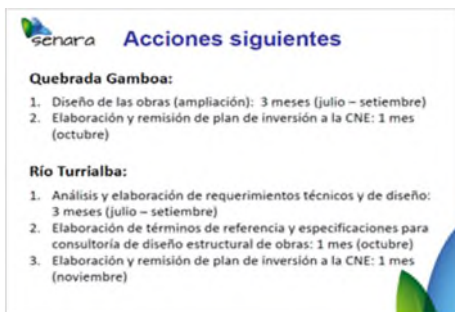 senara
Acciones siguientes
Quebrada Gamboa:
1. Diseño de las obras (ampliación): 3 meses (julio – setiembre)
2. Elaboración y remisión de plan de inversión a la CNE: 1 mes
(octubre)
Río Turrialba:
1. Análisis y elaboración de requerimientos técnicos y de diseño:
3 meses (julio – setiembre)
2. Elaboración de términos de referencia y especificaciones para
consultoría de diseño estructural de obras: 1 mes (octubre)
3. Elaboración y remisión de plan de inversión a la CNE: 1 mes
(noviembre)